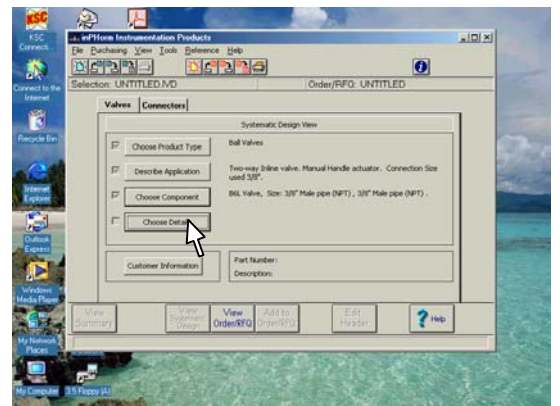 KSC
KSC
Connecti...
Connect to the
Internet
Recycle Bin
Internet
Explorer
Outlook
Express
Windows
Media Player
My Network
Places
My Computer
3.5 Floppy (A)
inPHorm Instrumentation Products
File Purchasing View Tools Reference Help
Selection: UNTITLED.IVD
Order/RFQ: UNTITLED
Valves Connectors
Systematic Design View
Choose Product Type
Ball Valves
Describe Application
Two-way Inline valve. Manual Handle actuator. Connection Size
used 3/8".
Choose Component
B6L Valve, Size: 3/8" Male pipe (NPT) , 3/8" Male pipe (NPT) .
Choose Details
Customer Information
Part Number:
Description:
View
Summary
View
Systematic
Design
View
Order/RFQ
Add to
Order/RFQ
Edit
Header
Help